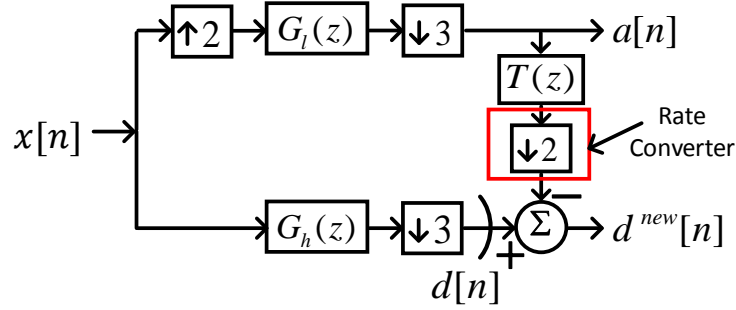 ↑2
G_l(z)
↓3
a[n]
T(z)
x[n]
↓2
Rate
Converter
−
G_h(z)
↓3
Σ
d^{new}[n]
+
d[n]